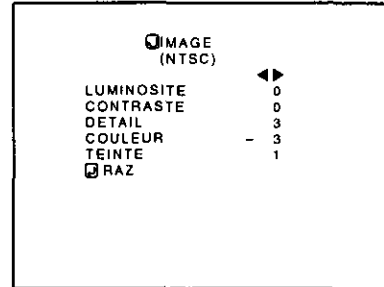 IMAGE
(NTSC)
LUMINOSITE 0
CONTRASTE 0
DETAIL 3
COULEUR – 3
TEINTE 1
RAZ